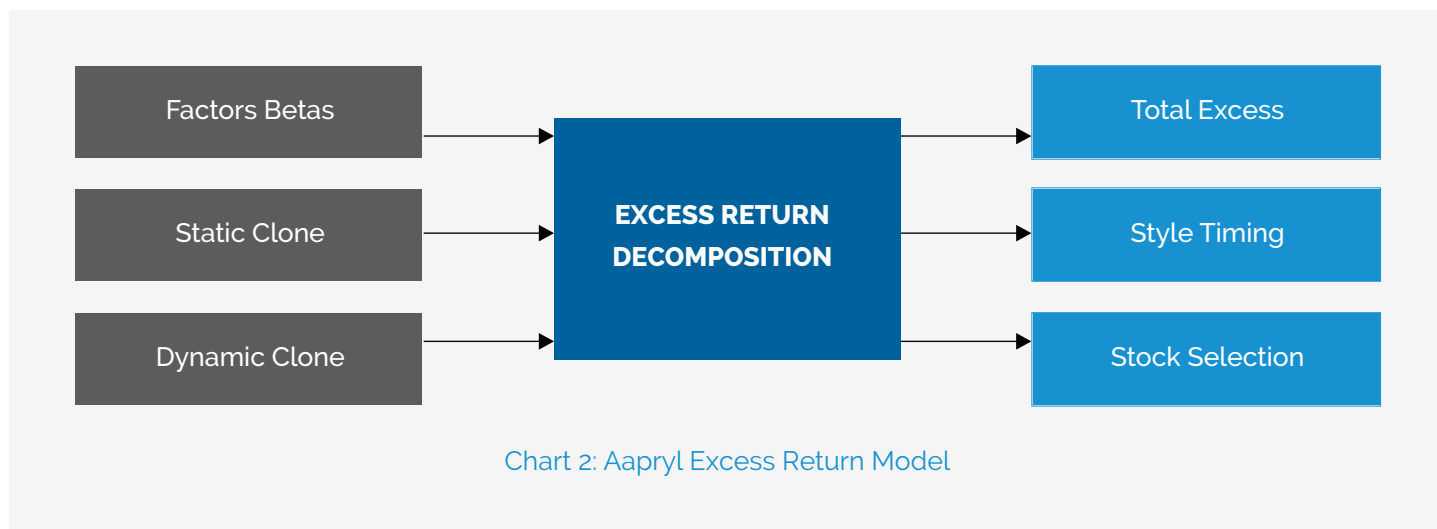 Factors Betas
Static Clone
Dynamic Clone
EXCESS RETURN
DECOMPOSITION
Total Excess
Style Timing
Stock Selection
Chart 2: Aapryl Excess Return Model